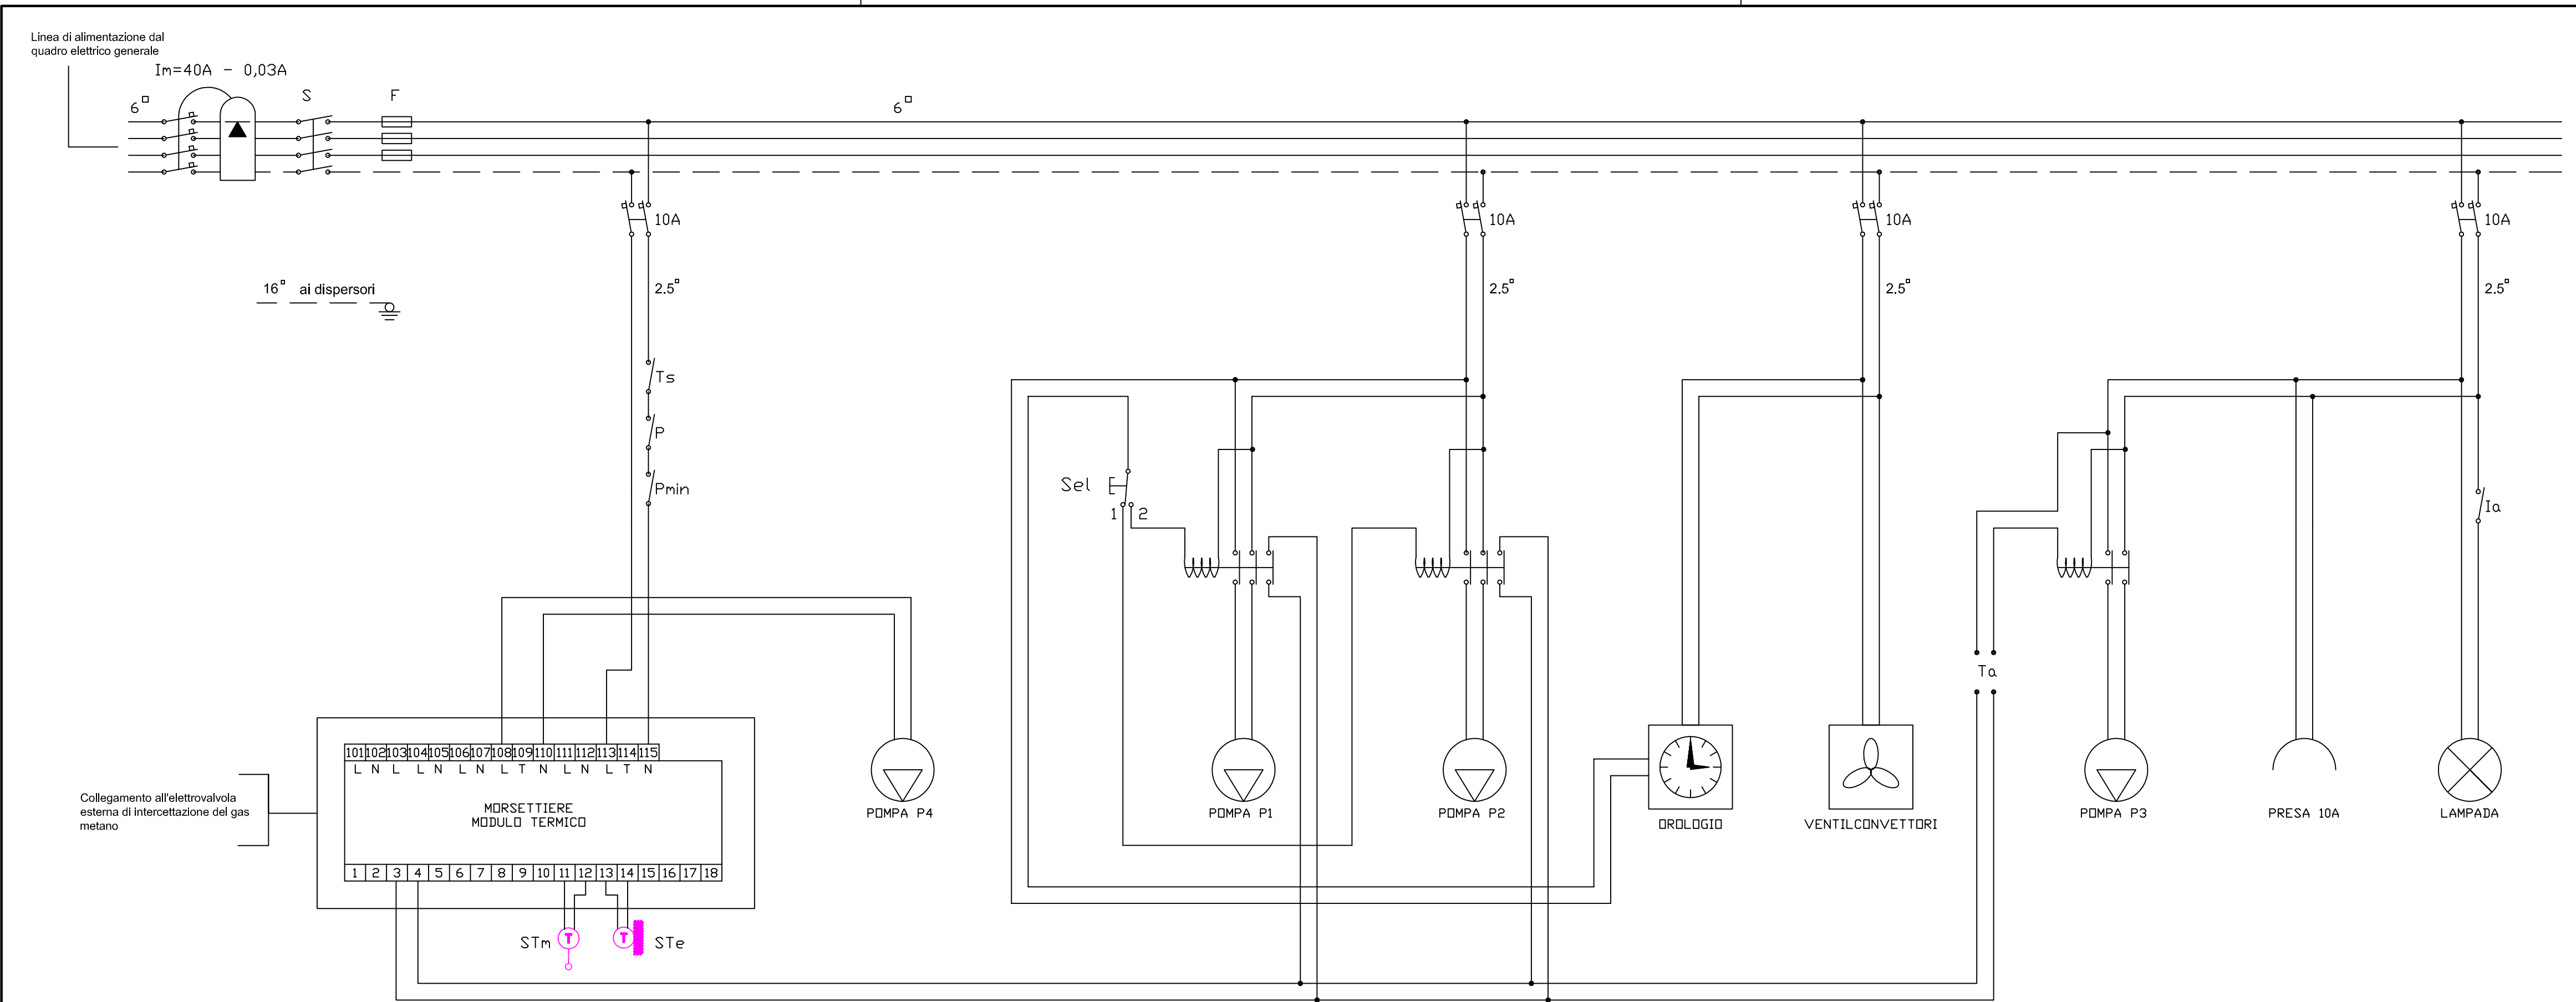 Linea di alimentazione dal
quadro elettrico generale
Im=40A - 0,03A
6□
S
F
6□
10A
10A
10A
10A
16□ ai dispersori
2.5□
2.5□
2.5□
2.5□
Ts
P
Pmin
Sel
1
2
Ia
Ta
101 102 103 104 105 106 107 108 109 110 111 112 113 114 115
L N L L N L N L T N L N L T N
MORSETTIERE
MODULO TERMICO
Collegamento all'elettrovalvola
esterna di intercettazione del gas
metano
POMPA P4
POMPA P1
POMPA P2
OROLOGIO
VENTILCONVETTORI
POMPA P3
PRESA 10A
LAMPADA
1 2 3 4 5 6 7 8 9 10 11 12 13 14 15 16 17 18
STm
T
T
STe